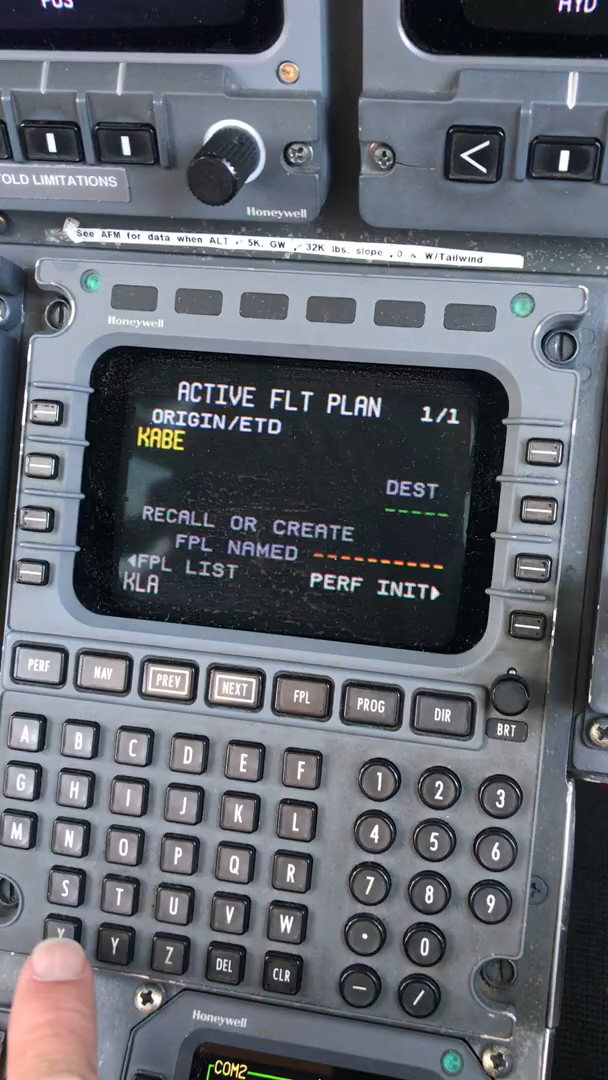 POS
HYD
TOLD LIMITATIONS
Honeywell
See AFM for data when ALT 5K, GW 32K lbs, slope 0 & W/Tailwind
Honeywell
ACTIVE FLT PLAN 1/1
ORIGIN/ETD
KABE
DEST
RECALL OR CREATE
FPL NAMED
FPL LIST
KLA
PERF INIT
PERF NAV PREV NEXT FPL PROG DIR
BRT
A B C D E F
1 2 3
G H I J K L
4 5 6
M N O P Q R
7 8 9
S T U V W
. 0
X Y Z DEL CLR
- /
Honeywell
COM2